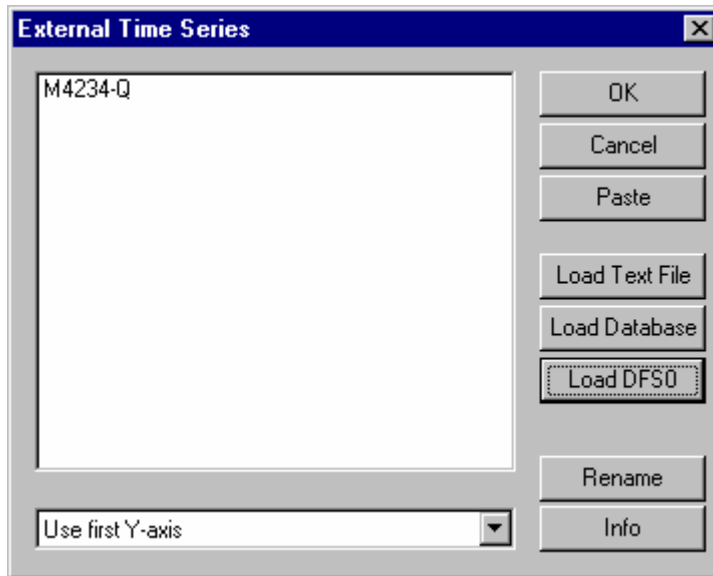 External Time Series
M4234-Q
OK
Cancel
Paste
Load Text File
Load Database
Load DFS0
Rename
Use first Y-axis
Info